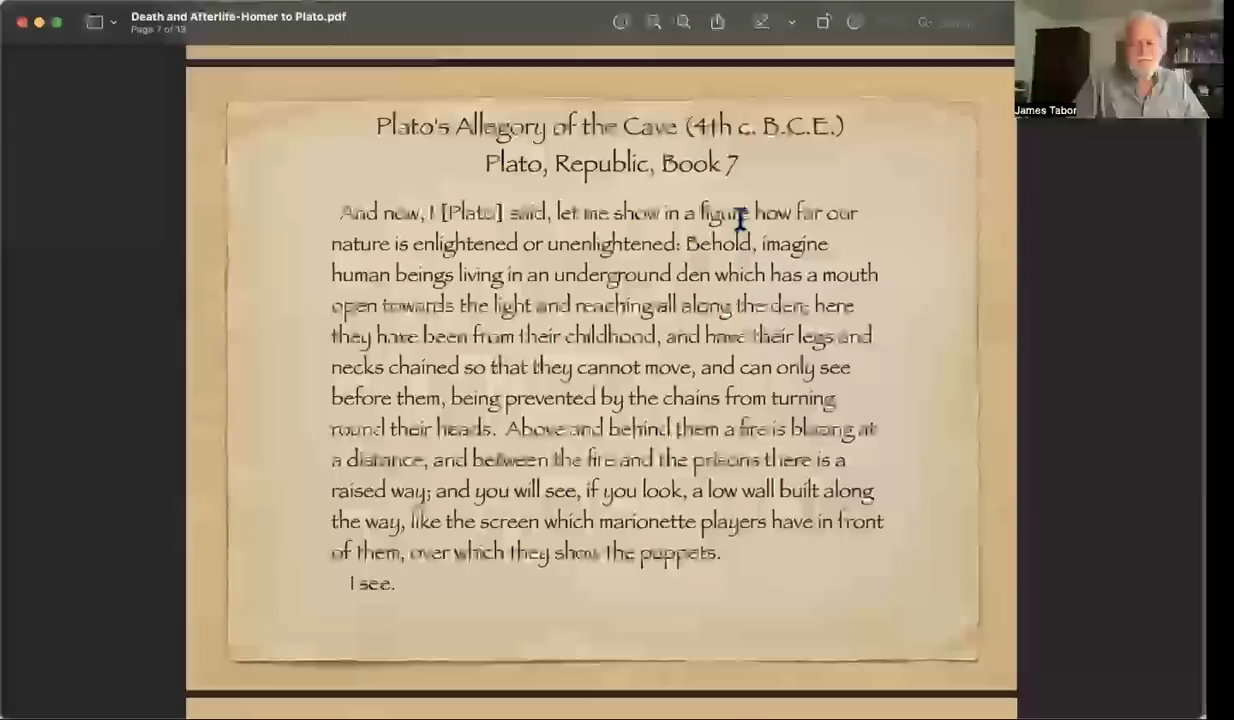 Death and Afterlife-Homer to Plato.pdf
Page 7 of 13
James Tabor
Plato's Allegory of the Cave (4th c. B.C.E.)
Plato, Republic, Book 7
And now, I [Plato] said, let me show in a figure how far our
nature is enlightened or unenlightened: Behold, imagine
human beings living in an underground den which has a mouth
open towards the light and reaching all along the den; here
they have been from their childhood, and have their legs and
necks chained so that they cannot move, and can only see
before them, being prevented by the chains from turning
round their heads. Above and behind them a fire is blazing at
a distance, and between the fire and the prisons there is a
raised way; and you will see, if you look, a low wall built along
the way, like the screen which marionette players have in front
of them, over which they show the puppets.
I see.